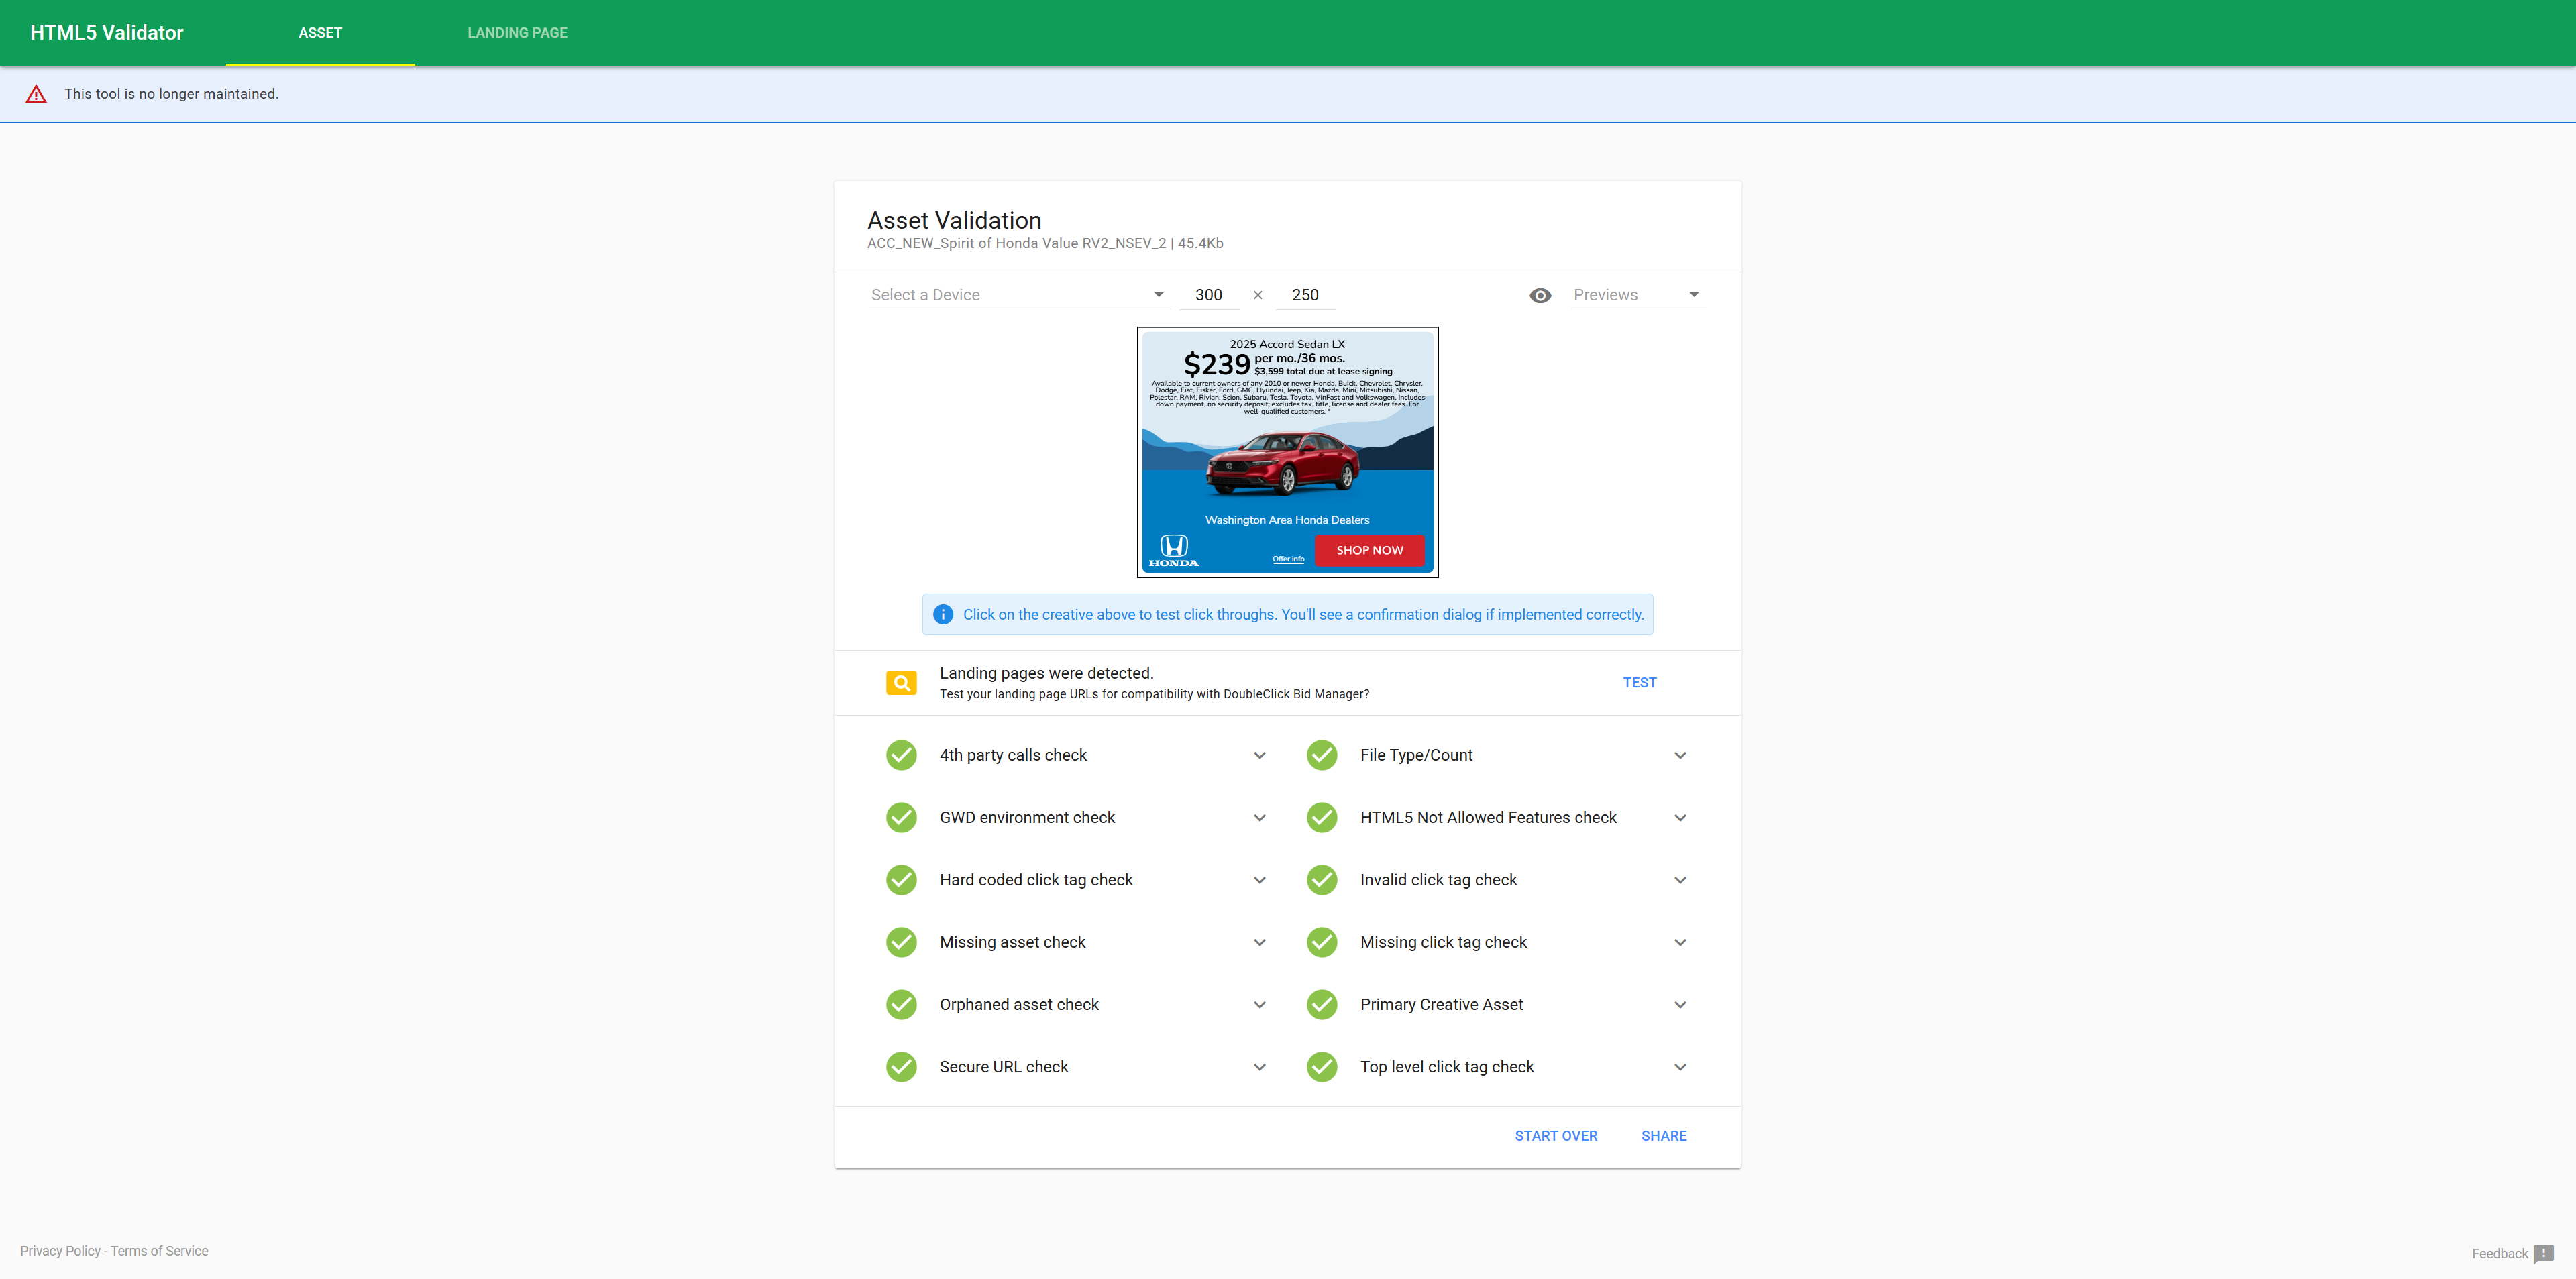 HTML5 Validator
ASSET
LANDING PAGE
This tool is no longer maintained.
Asset Validation
ACC_NEW_Spirit of Honda Value RV2_NSEV_2 | 45.4Kb
Select a Device
300 × 250
Previews
2025 Accord Sedan LX
$239 per mo./36 mos.
$3,599 total due at lease signing
Available to current owners of any 2010 or newer Honda, Buick, Chevrolet, Chrysler,
Dodge, Fiat, Fisker, Ford, GMC, Hyundai, Jeep, Kia, Mazda, Mini, Mitsubishi, Nissan,
Polestar, RAM, Rivian, Scion, Subaru, Tesla, Toyota, VinFast and Volkswagen. Includes
down payment, no security deposit; excludes tax, title, license and dealer fees. For
well-qualified customers. *
Washington Area Honda Dealers
HONDA
Offer info
SHOP NOW
Click on the creative above to test click throughs. You'll see a confirmation dialog if implemented correctly.
Landing pages were detected.
Test your landing page URLs for compatibility with DoubleClick Bid Manager?
TEST
4th party calls check
File Type/Count
GWD environment check
HTML5 Not Allowed Features check
Hard coded click tag check
Invalid click tag check
Missing asset check
Missing click tag check
Orphaned asset check
Primary Creative Asset
Secure URL check
Top level click tag check
START OVER
SHARE
Privacy Policy - Terms of Service
Feedback